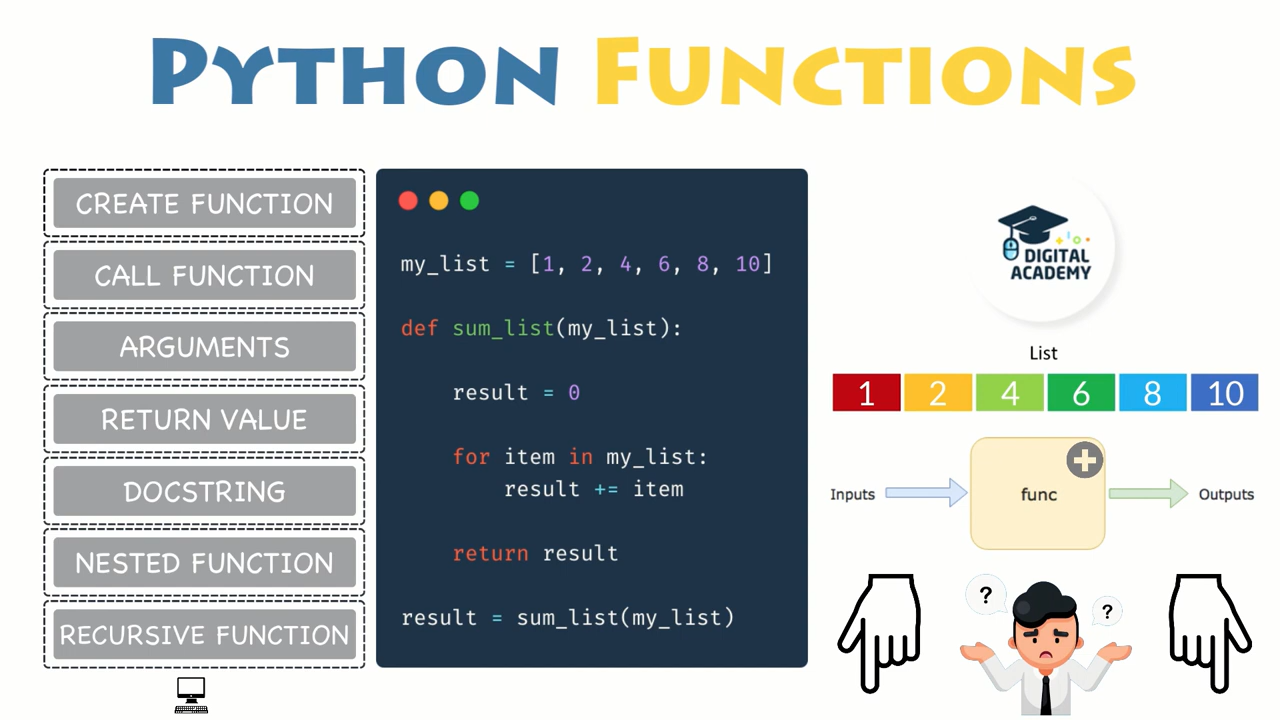 PYTHON FUNCTIONS
CREATE FUNCTION
CALL FUNCTION
ARGUMENTS
RETURN VALUE
DOCSTRING
NESTED FUNCTION
RECURSIVE FUNCTION
my_list = [1, 2, 4, 6, 8, 10]
def sum_list(my_list):
    result = 0
    for item in my_list:
        result += item
    return result
result = sum_list(my_list)
DIGITAL
ACADEMY
List
1 2 4 6 8 10
Inputs func Outputs
? ?